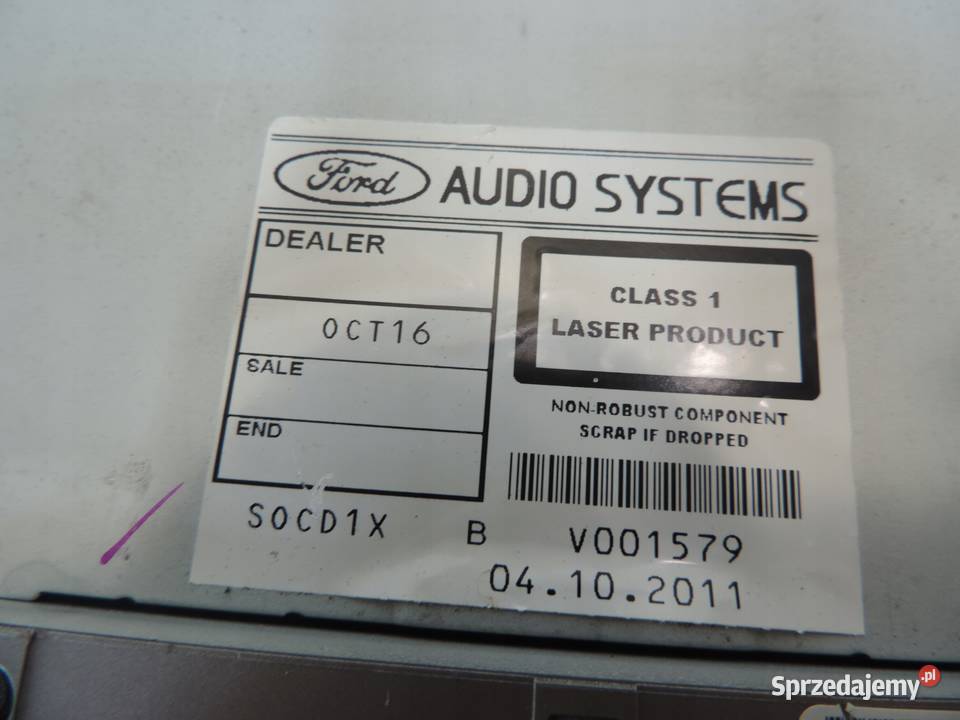 Ford AUDIO SYSTEMS
DEALER
OCT16
SALE
END
CLASS 1
LASER PRODUCT
NON-ROBUST COMPONENT
SCRAP IF DROPPED
SOCD1X B V001579
04.10.2011
Sprzedajemy.pl